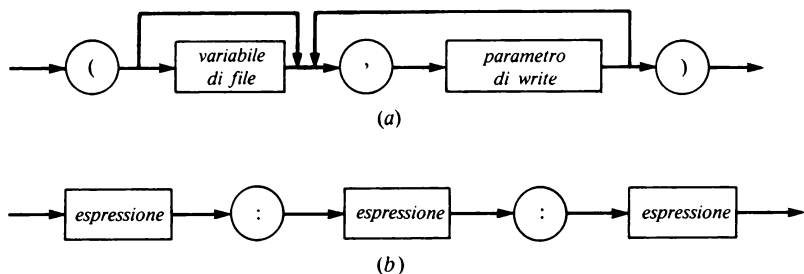 ( variabile di file , parametro di write )
(a)
espressione : espressione : espressione
(b)